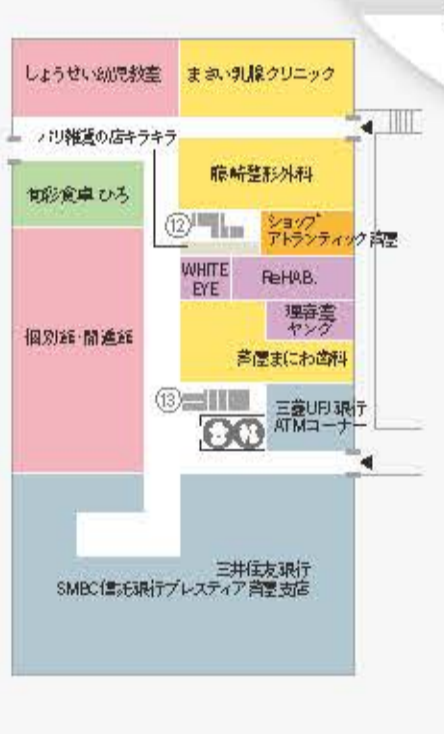 しょうせい幼児教室
まさい乳腺クリニック
バリ雑貨の店キラキラ
旬彩食卓 ひろ
藤崎整形外科
⑫
ショップ
アトランティック芦屋
WHITE
EYE
ReHAB.
理容室
ヤング
個別館・開進館
芦屋まにわ歯科
⑬
三菱UFJ銀行
ATMコーナー
三井住友銀行
SMBC信託銀行プレスティア 芦屋支店